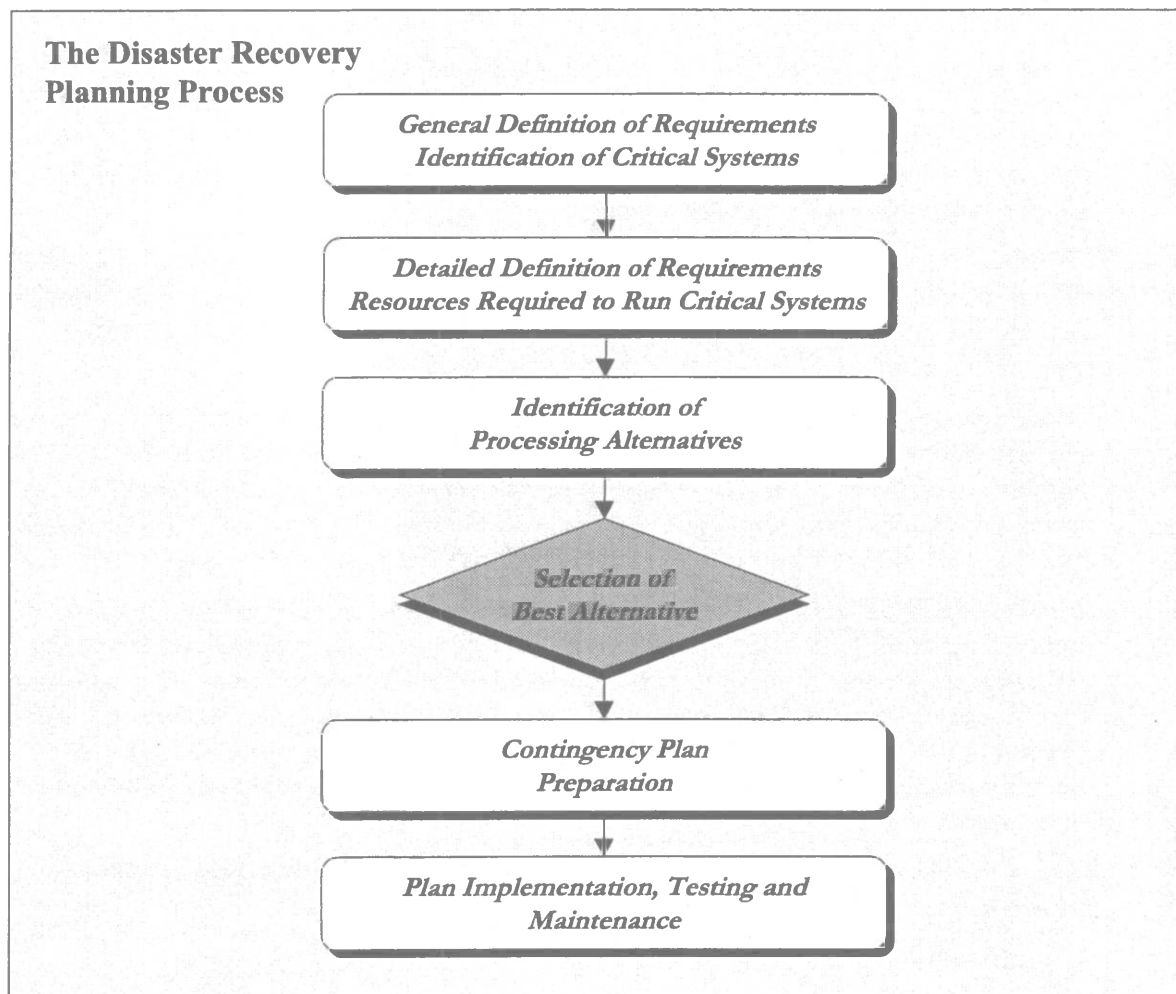 The Disaster Recovery
Planning Process
General Definition of Requirements
Identification of Critical Systems
Detailed Definition of Requirements
Resources Required to Run Critical Systems
Identification of
Processing Alternatives
Selection of
Best Alternative
Contingency Plan
Preparation
Plan Implementation, Testing and
Maintenance